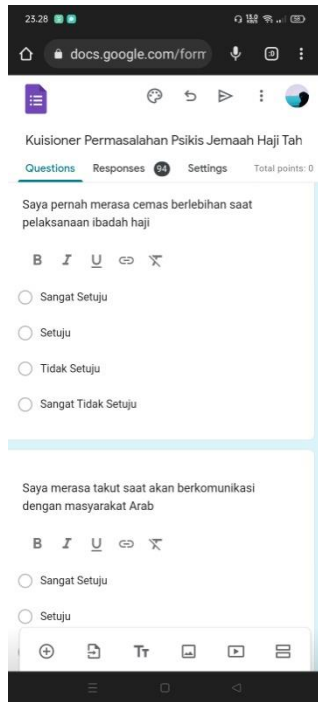 23.28
docs.google.com/forr
Kuisioner Permasalahan Psikis Jemaah Haji Tah
Questions Responses 94 Settings Total points: 0
Saya pernah merasa cemas berlebihan saat
pelaksanaan ibadah haji
B I U
Sangat Setuju
Setuju
Tidak Setuju
Sangat Tidak Setuju
Saya merasa takut saat akan berkomunikasi
dengan masyarakat Arab
B I U
Sangat Setuju
Setuju
Tт